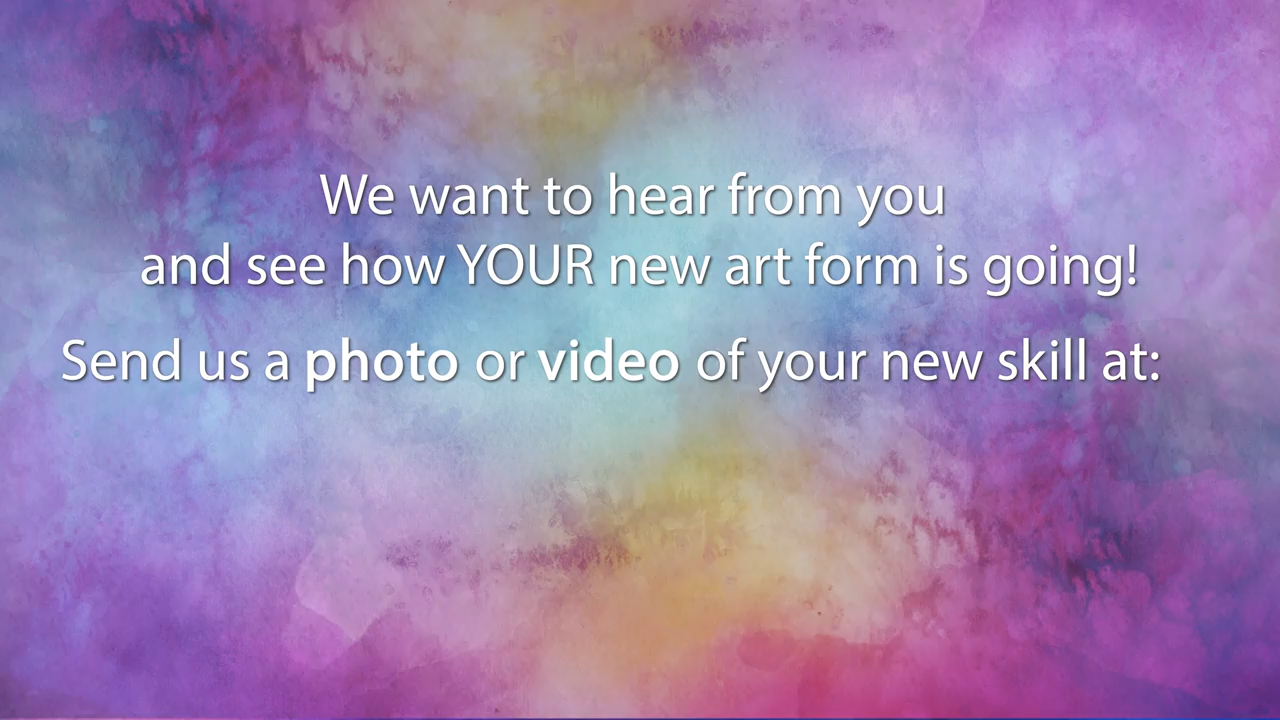 We want to hear from you
and see how YOUR new art form is going!
Send us a photo or video of your new skill at: